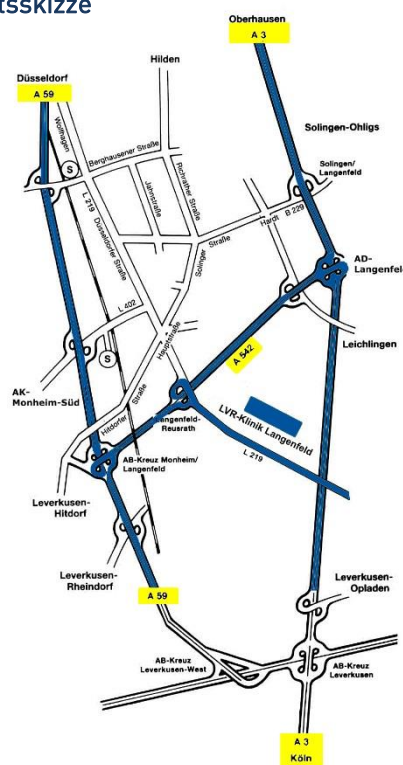 tsskizze
Oberhausen
A 3
Hilden
Düsseldorf
A 59
Wolfhagen
Solingen-Ohligs
Berghausener Straße
S
Solingen/
Langenfeld
L 219
Düsseldorfer Straße
Jahnstraße
Richrather Straße
Hardt
B 229
Solinger
Straße
AD-
Langenfel
L 402
Hauptstraße
Leichlingen
S
A 542
AK-
Monheim-Süd
Hitdorfer
Straße
LVR-Klinik Langenfeld
engenfeld-
Reusrath
L 219
AB-Kreuz Monheim/
Langenfeld
Leverkusen-
Hitdorf
Leverkusen-
Rheindorf
Leverkusen-
Opladen
A 59
AB-Kreuz
Leverkusen-West
AB-Kreuz
Leverkusen
A 3
Köln